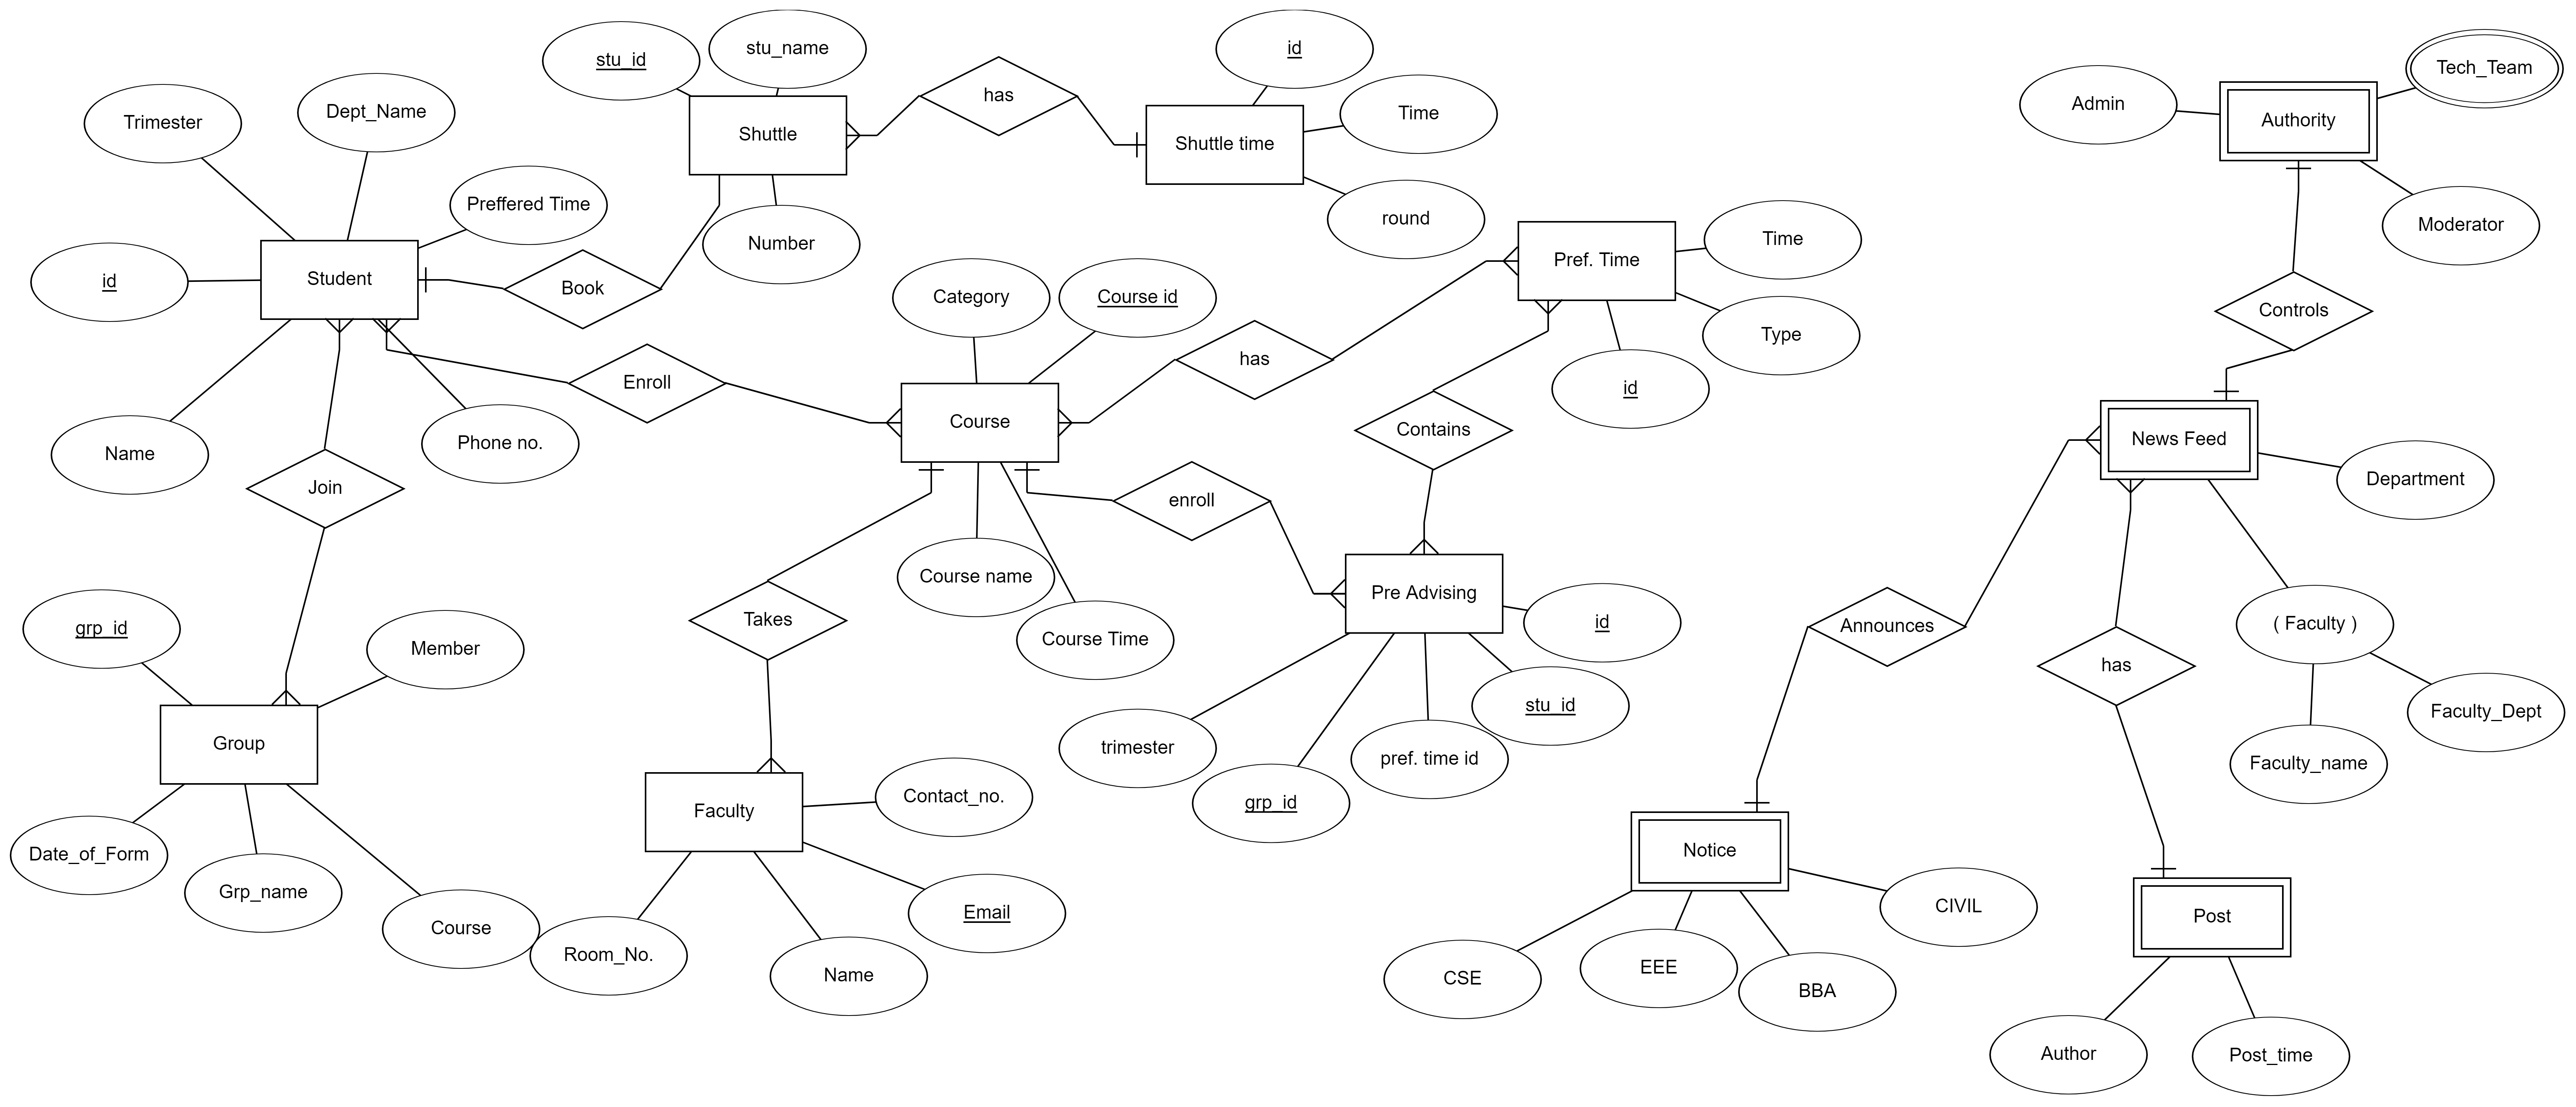 stu_id
stu_name
has
id
Time
Shuttle
Shuttle time
round
Number
Trimester
Dept_Name
Preffered Time
Student
id
Book
Name
Phone no.
Enroll
Join
Category
Course id
Course
has
Pref. Time
Time
Type
id
Contains
enroll
Course name
Course Time
Takes
Pre Advising
id
stu_id
pref. time id
grp_id
trimester
grp_id
Member
Group
Date_of_Form
Grp_name
Course
Faculty
Contact_no.
Email
Name
Room_No.
Admin
Authority
Tech_Team
Moderator
Controls
News Feed
Department
( Faculty )
Faculty_Dept
Faculty_name
Announces
has
Notice
CIVIL
CSE
EEE
BBA
Post
Author
Post_time